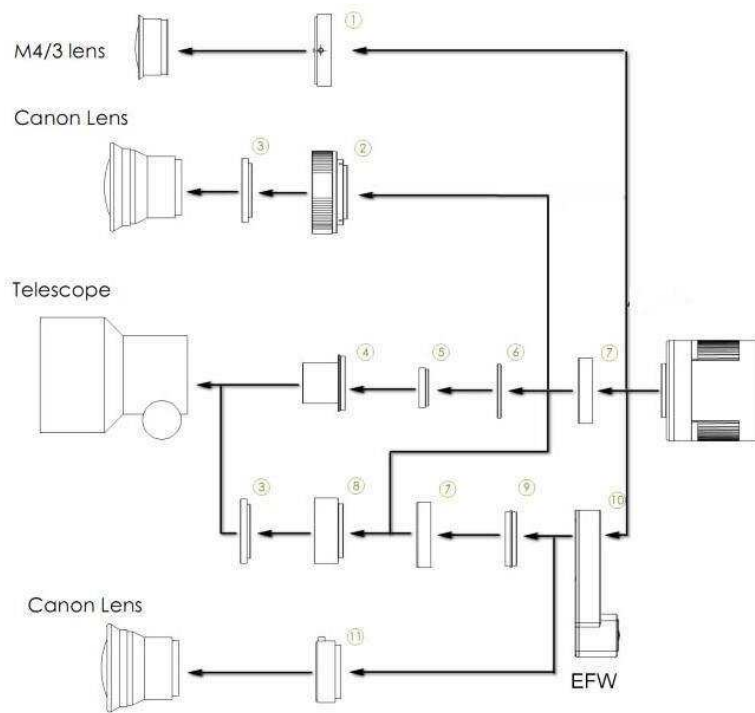 ①
M4/3 lens
Canon Lens
③ ②
Telescope
④ ⑤ ⑥ ⑦
③ ⑧ ⑦ ⑨ ⑩
Canon Lens
⑪
EFW